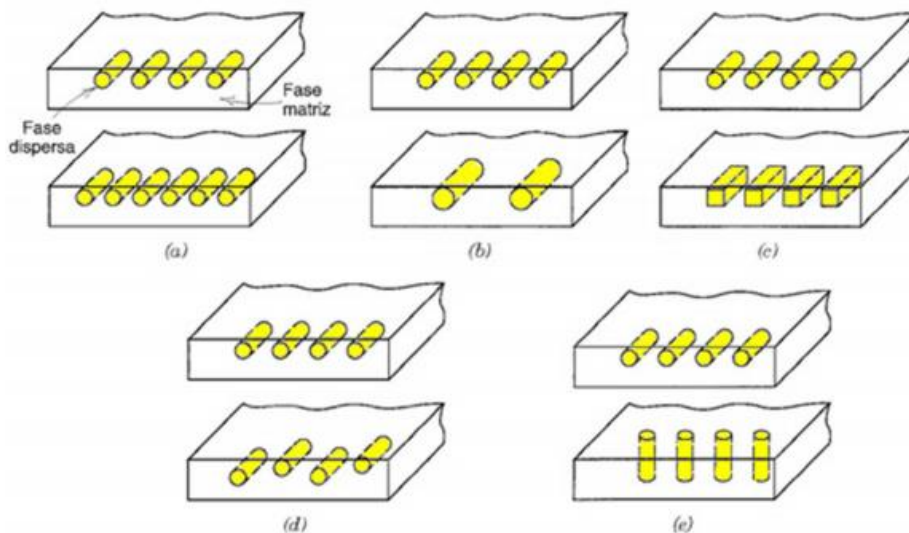 Fase
matriz
Fase
dispersa
(a)
(b)
(c)
(d)
(e)